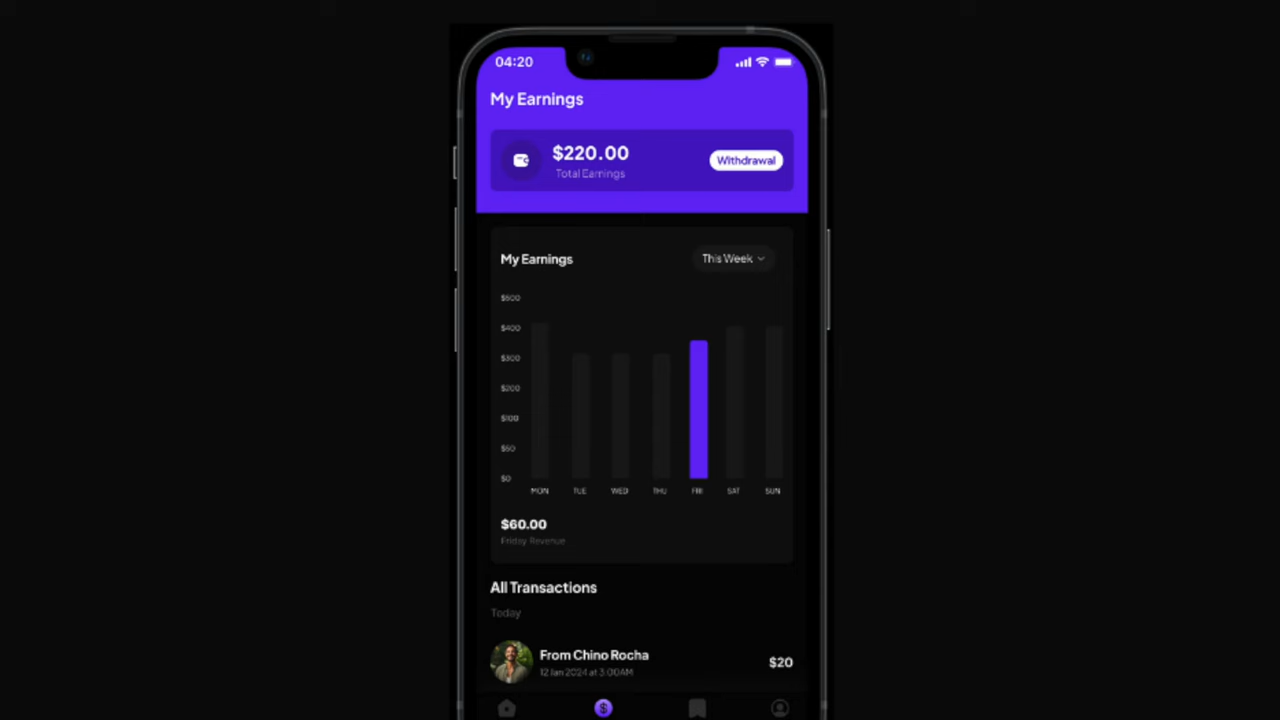 04:20
My Earnings
$220.00
Total Earnings
Withdrawal
My Earnings
This Week
$500
$400
$300
$200
$100
$50
$0
MON TUE WED THU FRI SAT SUN
$60.00
Friday Revenue
All Transactions
Today
From Chino Rocha
12 Jan 2024 at 3:00AM
$20
$